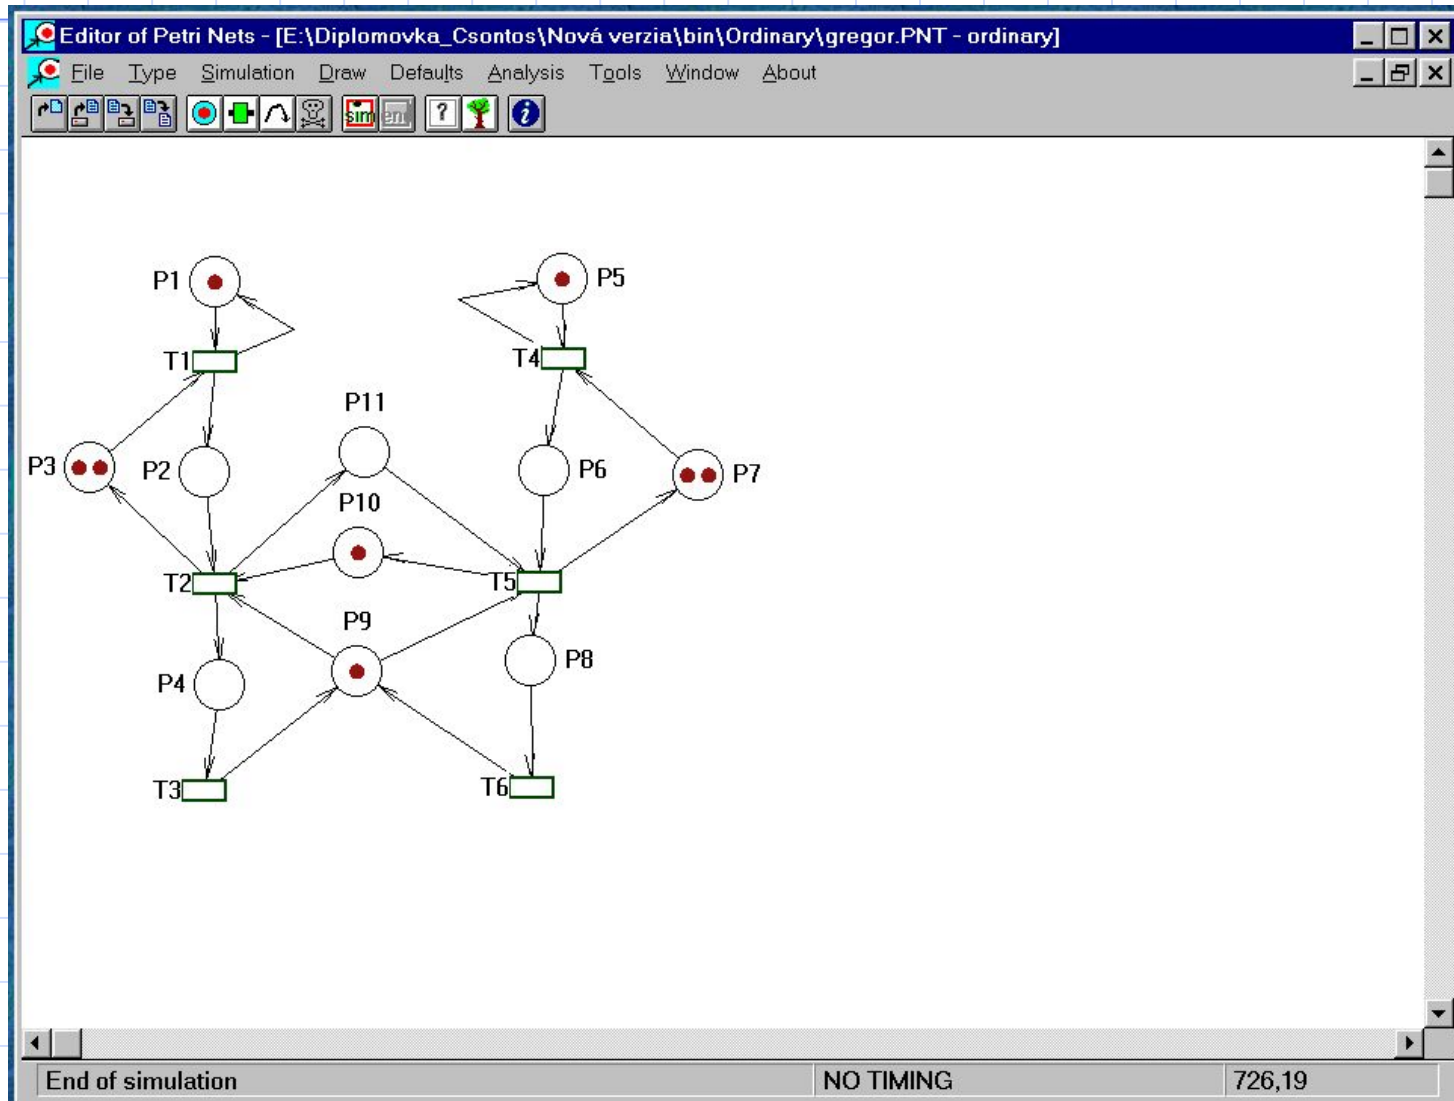 Editor of Petri Nets - [E:\Diplomovka_Csontos\Nová verzia\bin\Ordinary\gregor.PNT - ordinary]
File Type Simulation Draw Defaults Analysis Tools Window About
sim end ? i
P1 P5
T1 T4
P11
P3 P2 P6 P7
P10
T2 T5
P9
P4 P8
T3 T6
End of simulation NO TIMING 726,19